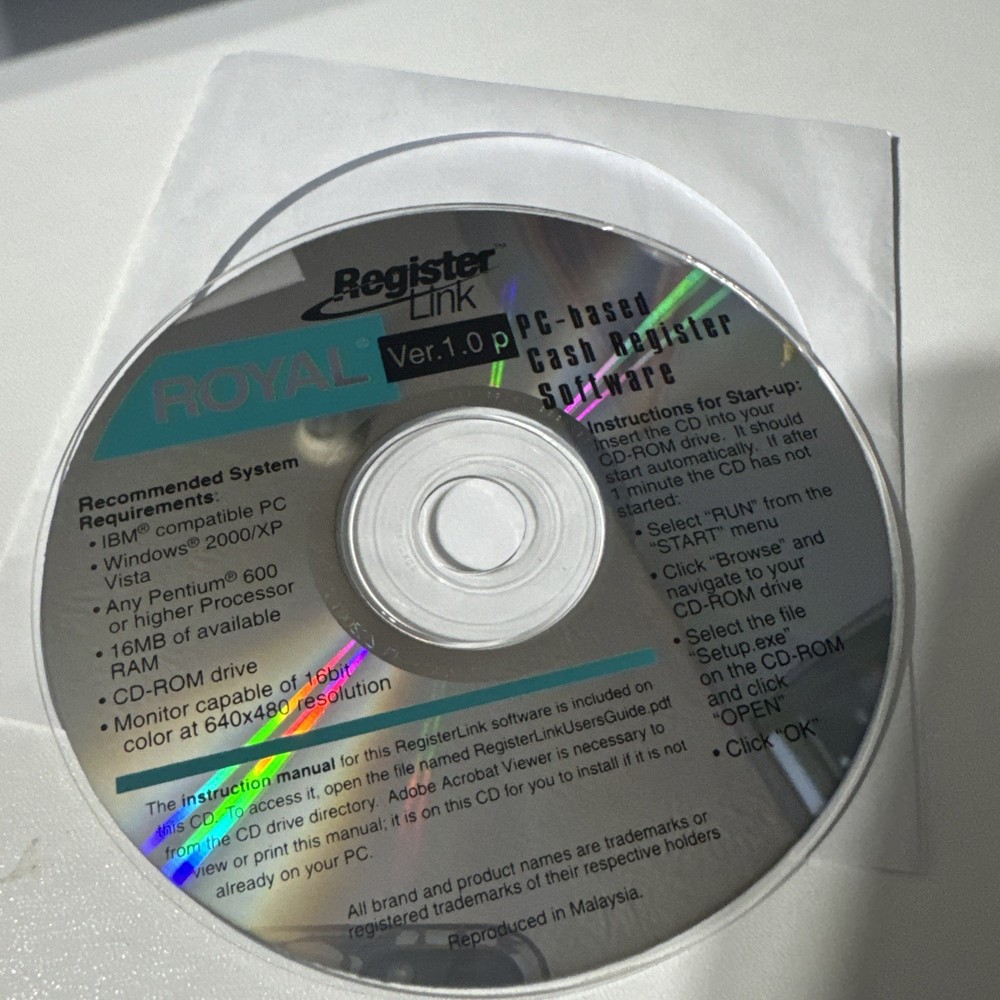 Register™
Link
ROYAL®
Ver.1.0 p
PC-based
Cash Register
Software
Recommended System
Requirements:
• IBM® compatible PC
• Windows® 2000/XP
Vista
• Any Pentium® 600
or higher Processor
• 16MB of available
RAM
• CD-ROM drive
• Monitor capable of 16bit
color at 640x480 resolution
Instructions for Start-up:
Insert the CD into your
CD-ROM drive. It should
start automatically. If after
1 minute the CD has not
started:
• Select "RUN" from the
"START" menu
• Click "Browse" and
navigate to your
CD-ROM drive
• Select the file
"Setup.exe"
on the CD-ROM
and click
"OPEN"
• Click "OK"
The instruction manual for this RegisterLink software is included on
this CD. To access it, open the file named RegisterLinkUsersGuide.pdf
from the CD drive directory. Adobe Acrobat Viewer is necessary to
view or print this manual; it is on this CD for you to install if it is not
already on your PC.
All brand and product names are trademarks or
registered trademarks of their respective holders
Reproduced in Malaysia.